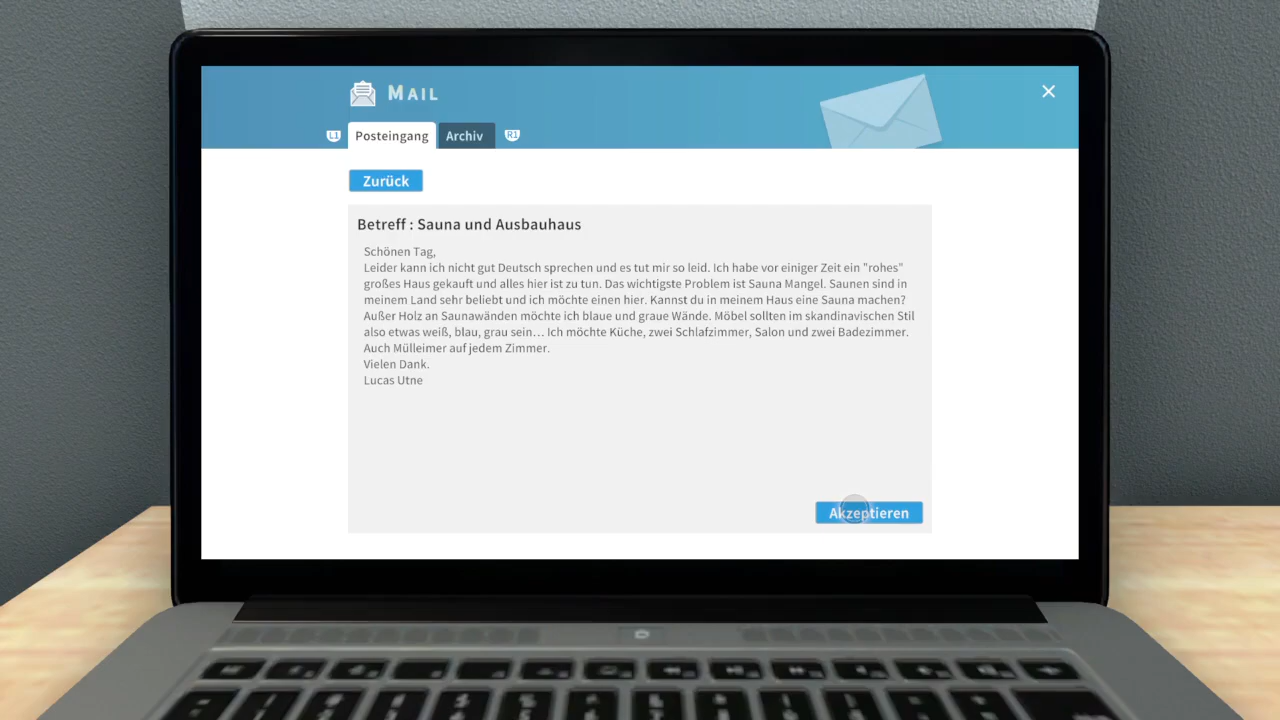 MAIL
L1 Posteingang Archiv R1
Zurück
Betreff : Sauna und Ausbauhaus
Schönen Tag,
Leider kann ich nicht gut Deutsch sprechen und es tut mir so leid. Ich habe vor einiger Zeit ein "rohes"
großes Haus gekauft und alles hier ist zu tun. Das wichtigste Problem ist Sauna Mangel. Saunen sind in
meinem Land sehr beliebt und ich möchte einen hier. Kannst du in meinem Haus eine Sauna machen?
Außer Holz an Saunawänden möchte ich blaue und graue Wände. Möbel sollten im skandinavischen Stil
also etwas weiß, blau, grau sein... Ich möchte Küche, zwei Schlafzimmer, Salon und zwei Badezimmer.
Auch Mülleimer auf jedem Zimmer.
Vielen Dank.
Lucas Utne
Akzeptieren